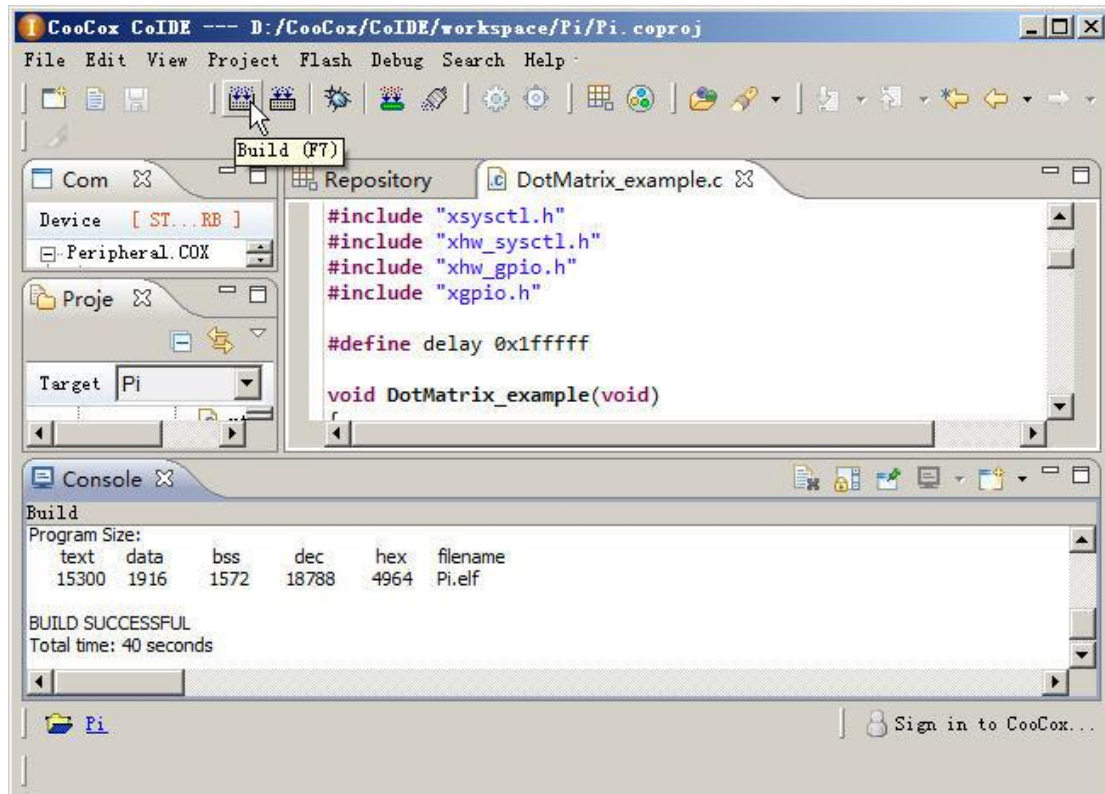 CooCox CoIDE --- D:/CooCox/CoIDE/workspace/Pi/Pi.coproj
File Edit View Project Flash Debug Search Help
Build (F7)
Com
Repository
DotMatrix_example.c
Device [ ST...RB ]
Peripheral.COX
Proje
Target Pi
#include "xsysctl.h"
#include "xhw_sysctl.h"
#include "xhw_gpio.h"
#include "xgpio.h"
#define delay 0x1fffff
void DotMatrix_example(void)
{
Console
Build
Program Size:
text data bss dec hex filename
15300 1916 1572 18788 4964 Pi.elf
BUILD SUCCESSFUL
Total time: 40 seconds
Pi
Sign in to CooCox...